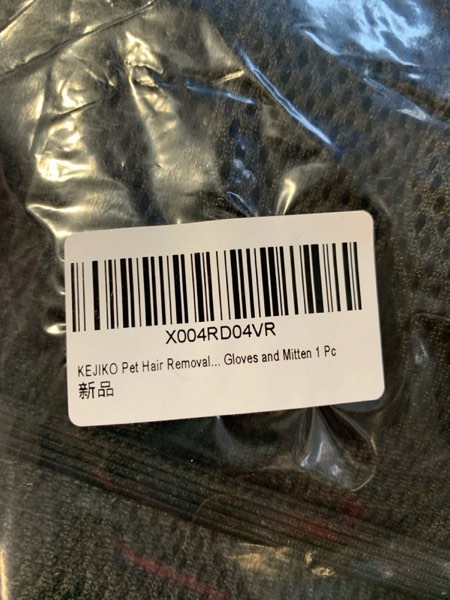 X004RD04VR
KEJIKO Pet Hair Removal... Gloves and Mitten 1 Pc
新品